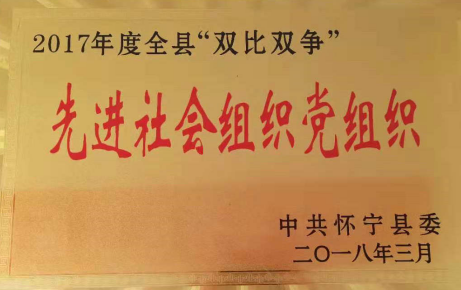 2017年度全县“双比双争”
先进社会组织党组织
中共怀宁县委
二〇一八年三月